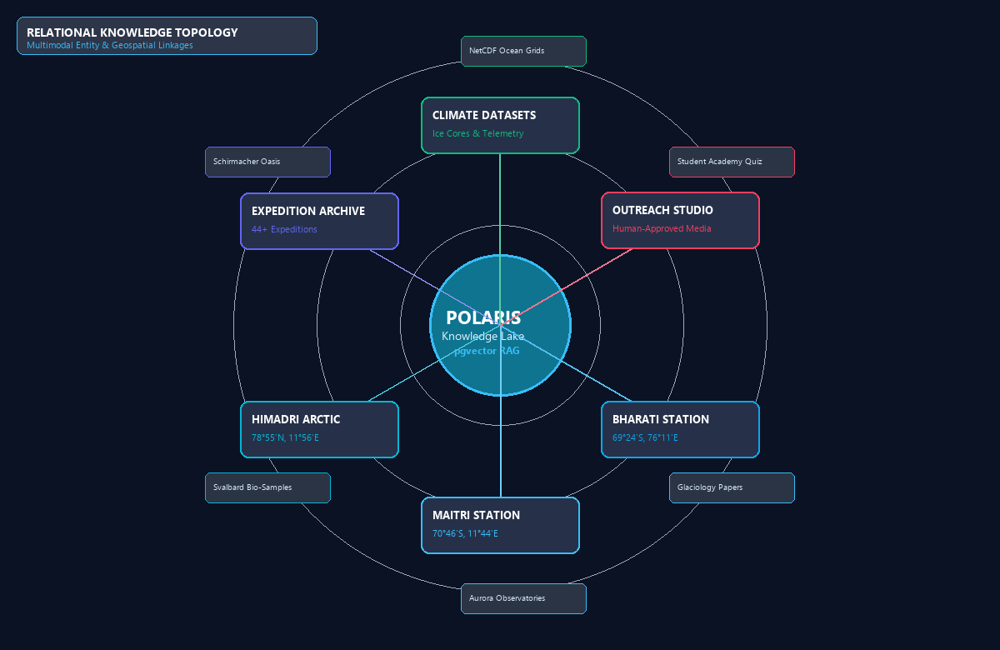 RELATIONAL KNOWLEDGE TOPOLOGY
Multimodal Entity & Geospatial Linkages
NetCDF Ocean Grids
CLIMATE DATASETS
Ice Cores & Telemetry
Schirmacher Oasis
Student Academy Quiz
EXPEDITION ARCHIVE
44+ Expeditions
OUTREACH STUDIO
Human-Approved Media
POLARIS
Knowledge Lake
pgvector RAG
HIMADRI ARCTIC
78°55'N, 11°56'E
BHARATI STATION
69°24'S, 76°11'E
Svalbard Bio-Samples
Glaciology Papers
MAITRI STATION
70°46'S, 11°44'E
Aurora Observatories